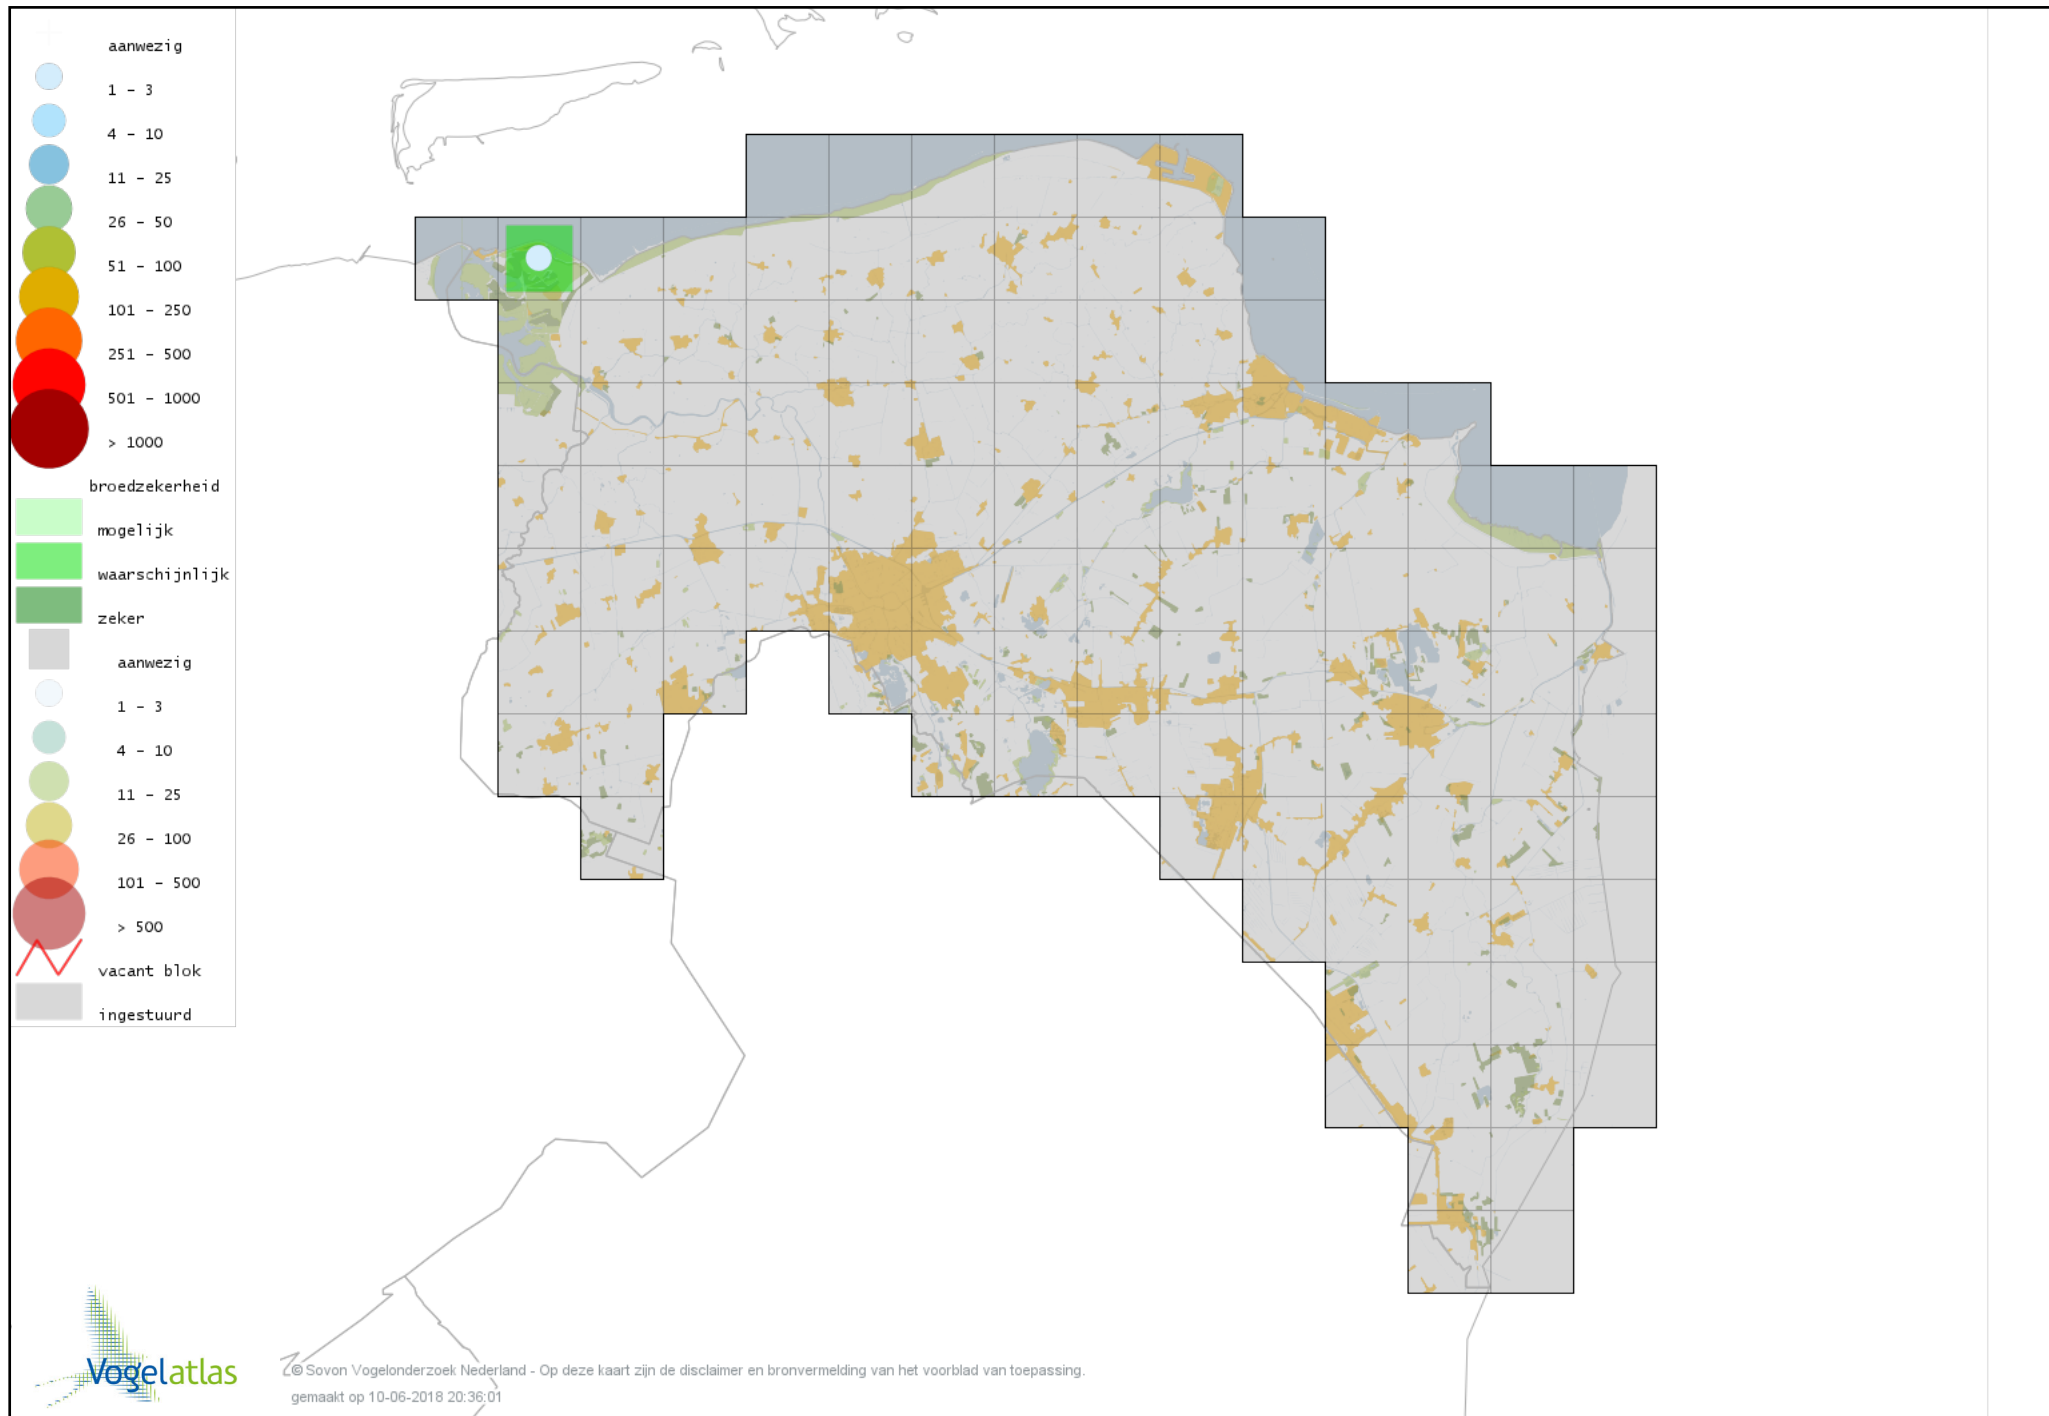 aanwezig
1 - 3
4 - 10
11 - 25
26 - 50
51 - 100
101 - 250
251 - 500
501 - 1000
> 1000
broedzekerheid
mogelijk
waarschijnlijk
zeker
aanwezig
1 - 3
4 - 10
11 - 25
26 - 100
101 - 500
> 500
vacant blok
ingestuurd
Vogelatlas
© Sovon Vogelonderzoek Nederland - Op deze kaart zijn de disclaimer en bronvermelding van het voorblad van toepassing.
gemaakt op 10-06-2018 20:36:01